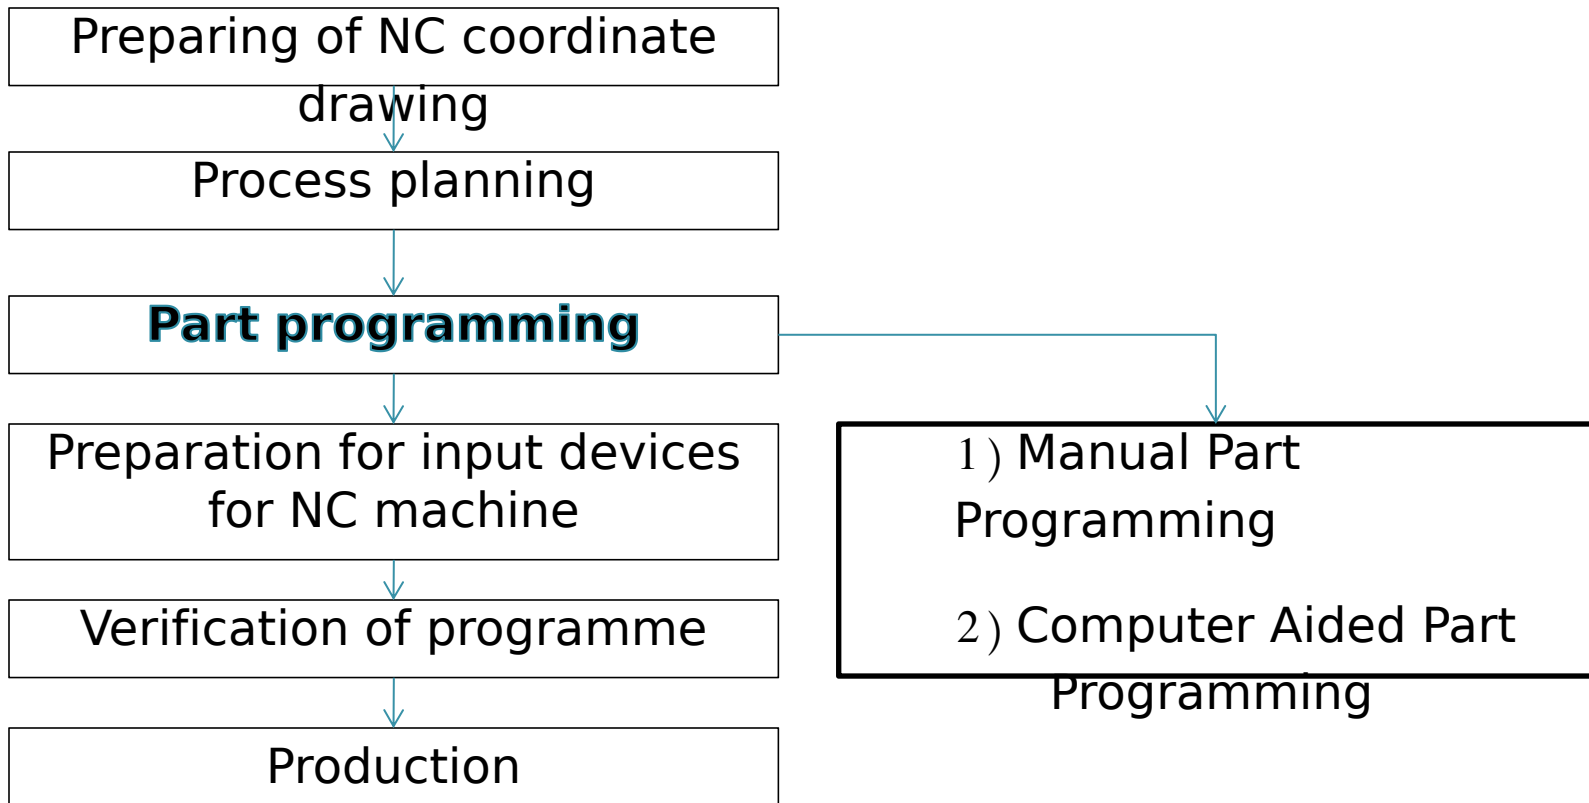 Preparing of NC coordinate
drawing
Process planning
Part programming
Preparation for input devices
for NC machine
Verification of programme
Production
1) Manual Part
Programming
2) Computer Aided Part
Programming